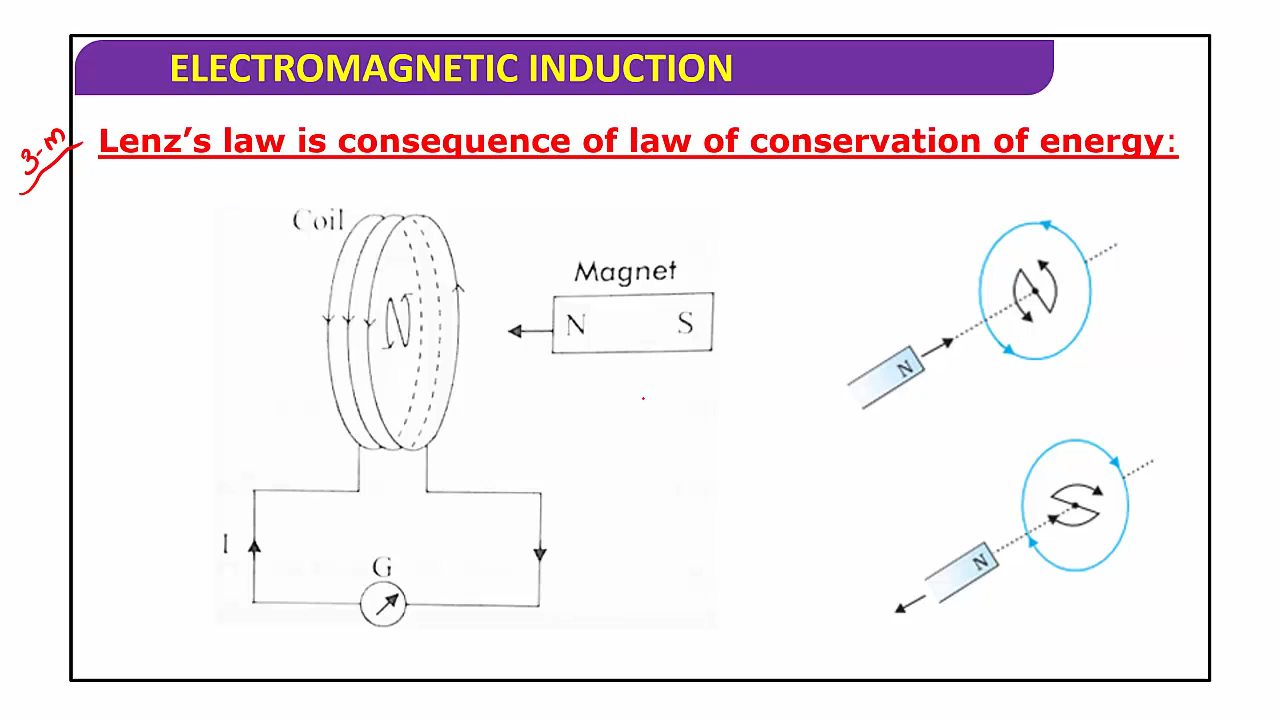 ELECTROMAGNETIC INDUCTION
3-m
Lenz's law is consequence of law of conservation of energy:
Coil
N
Magnet
N S
I
G
N
N
N
S